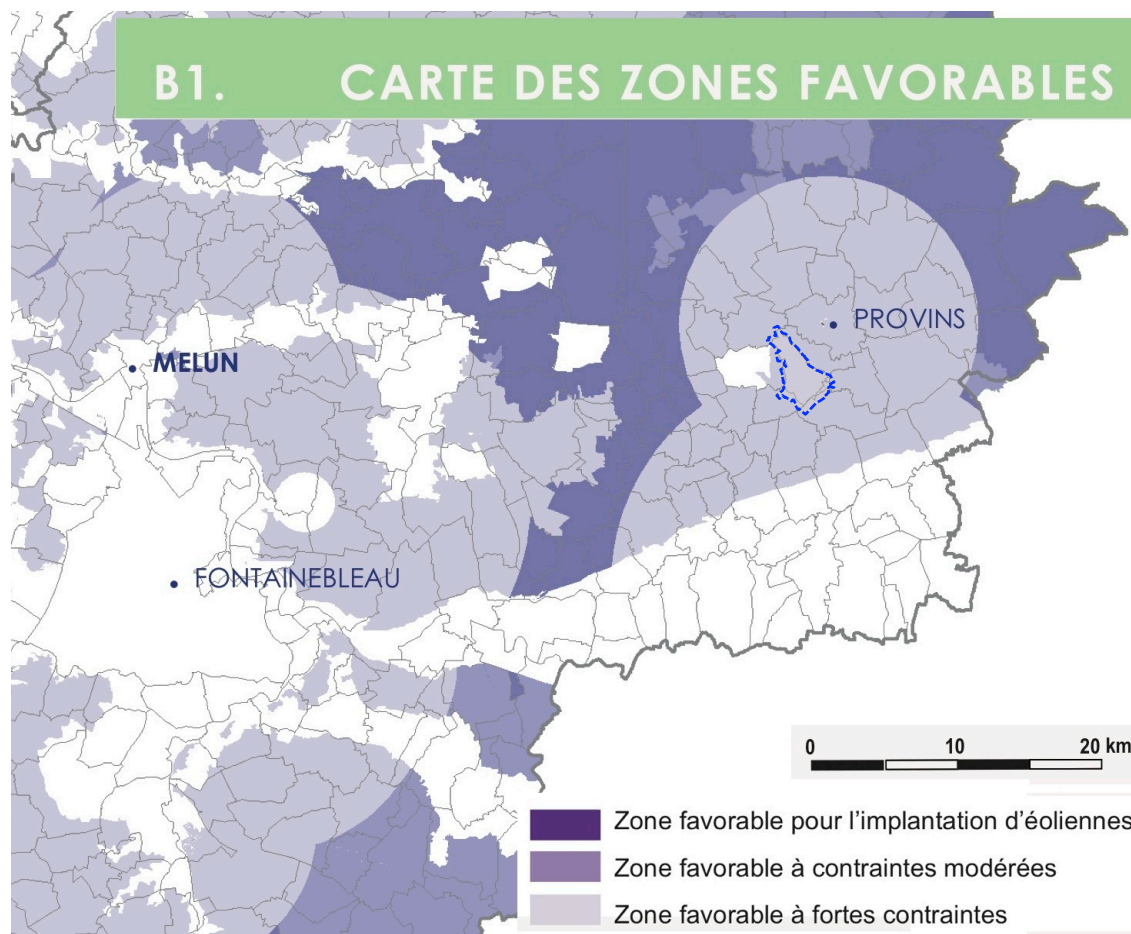 B1. CARTE DES ZONES FAVORABLES
PROVINS
MELUN
FONTAINEBLEAU
0 10 20 km
Zone favorable pour l'implantation d'éoliennes
Zone favorable à contraintes modérées
Zone favorable à fortes contraintes